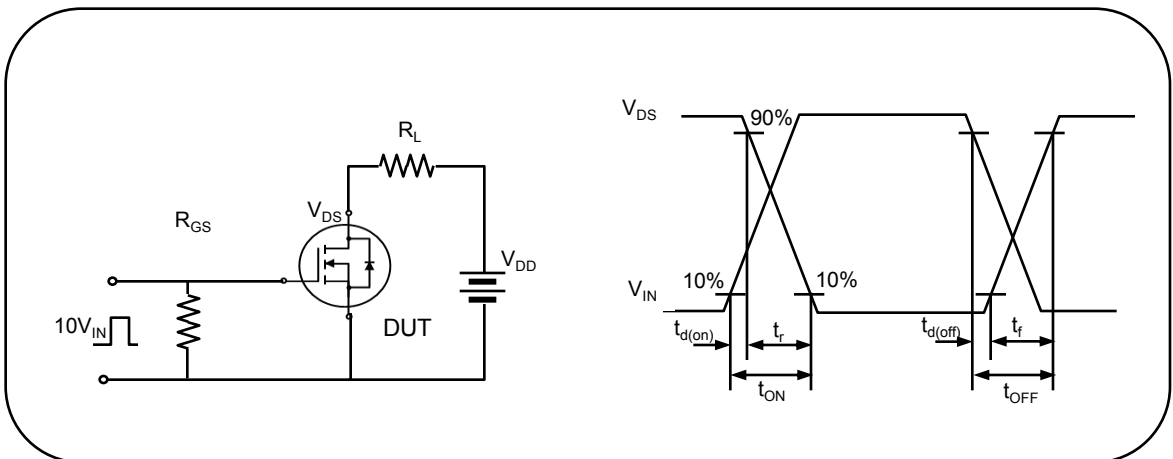 R_L
R_GS
V_DS
V_DD
10V_IN
DUT
V_DS
90%
V_IN
10%
10%
t_d(on)
t_r
t_d(off)
t_f
t_ON
t_OFF